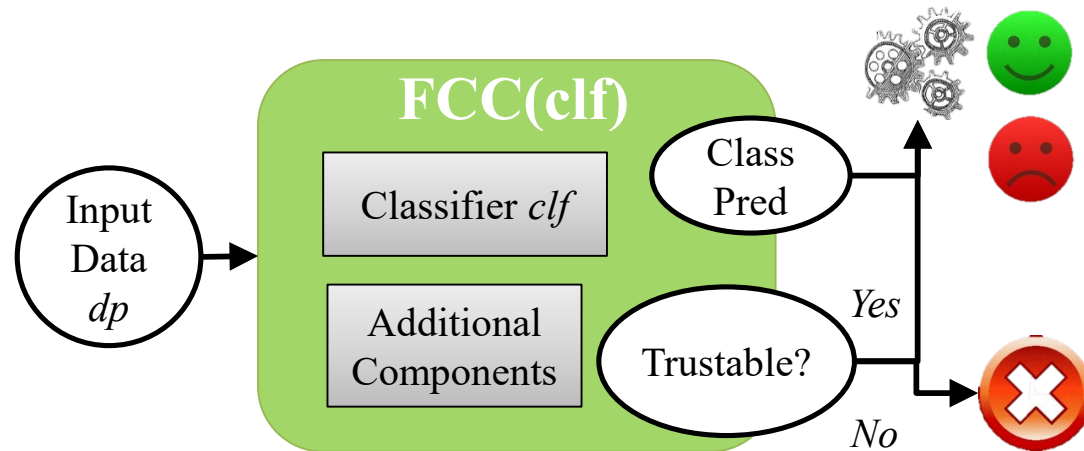 FCC(clf)
Input
Data
dp
Classifier clf
Additional
Components
Class
Pred
Trustable?
Yes
No